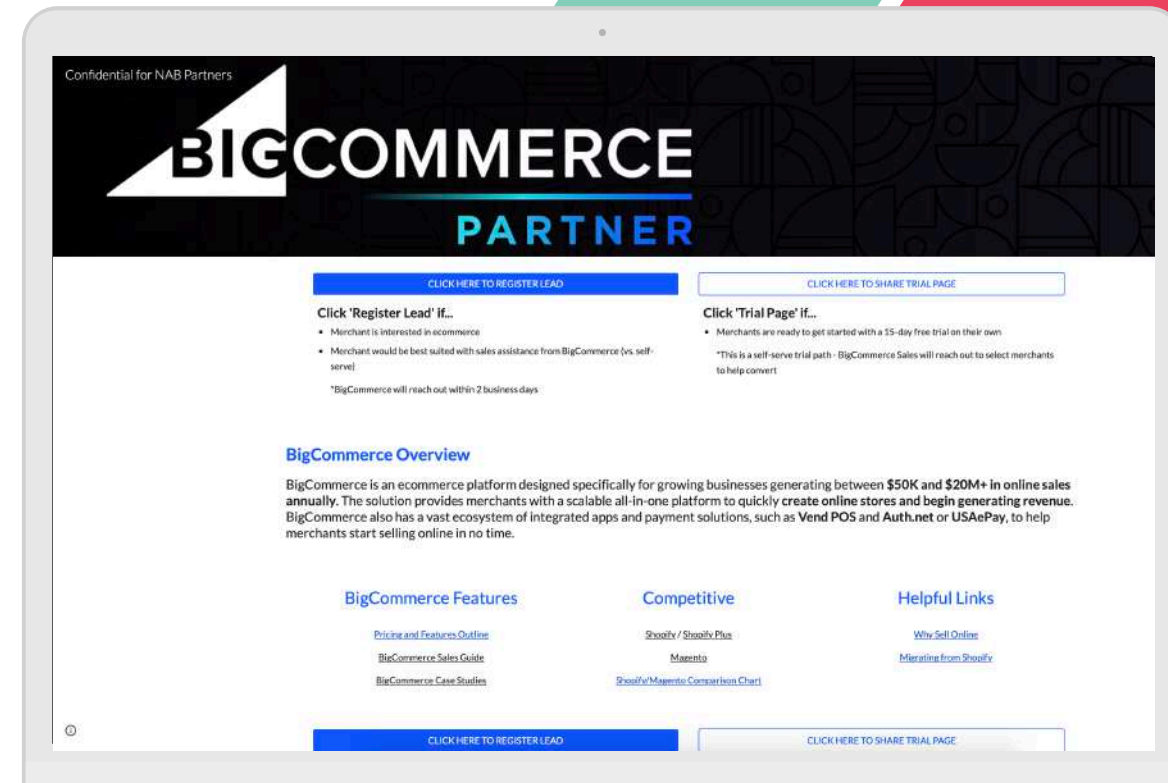 Confidential for NAB Partners
BIGCOMMERCE
PARTNER
CLICK HERE TO REGISTER LEAD
Click 'Register Lead' if...
• Merchant is interested in ecommerce
• Merchant would be best suited with sales assistance from BigCommerce (vs. self-
serve)
*BigCommerce will reach out within 2 business days
CLICK HERE TO SHARE TRIAL PAGE
Click 'Trial Page' if...
• Merchants are ready to get started with a 15-day free trial on their own
*This is a self-serve trial path - BigCommerce Sales will reach out to select merchants
to help convert
BigCommerce Overview
BigCommerce is an ecommerce platform designed specifically for growing businesses generating between $50K and $20M+ in online sales
annually. The solution provides merchants with a scalable all-in-one platform to quickly create online stores and begin generating revenue.
BigCommerce also has a vast ecosystem of integrated apps and payment solutions, such as Vend POS and Auth.net or USAePay, to help
merchants start selling online in no time.
BigCommerce Features
Pricing and Features Outline
BigCommerce Sales Guide
BigCommerce Case Studies
Competitive
Shopify / Shopify Plus
Magento
Shopify/Magento Comparison Chart
Helpful Links
Why Sell Online
Migrating from Shopify
CLICK HERE TO REGISTER LEAD
CLICK HERE TO SHARE TRIAL PAGE